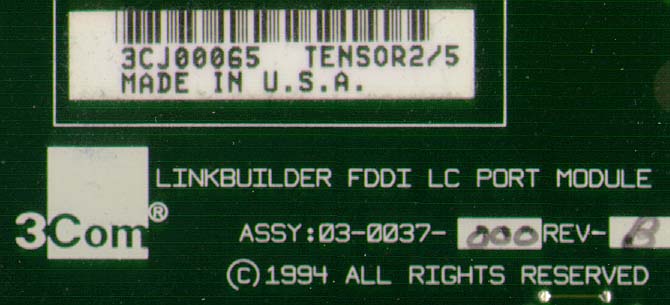 3CJ00065 TENSOR2/5
MADE IN U.S.A.
LINKBUILDER FDDI LC PORT MODULE
3Com®
ASSY:03-0037-000 REV-B
©1994 ALL RIGHTS RESERVED